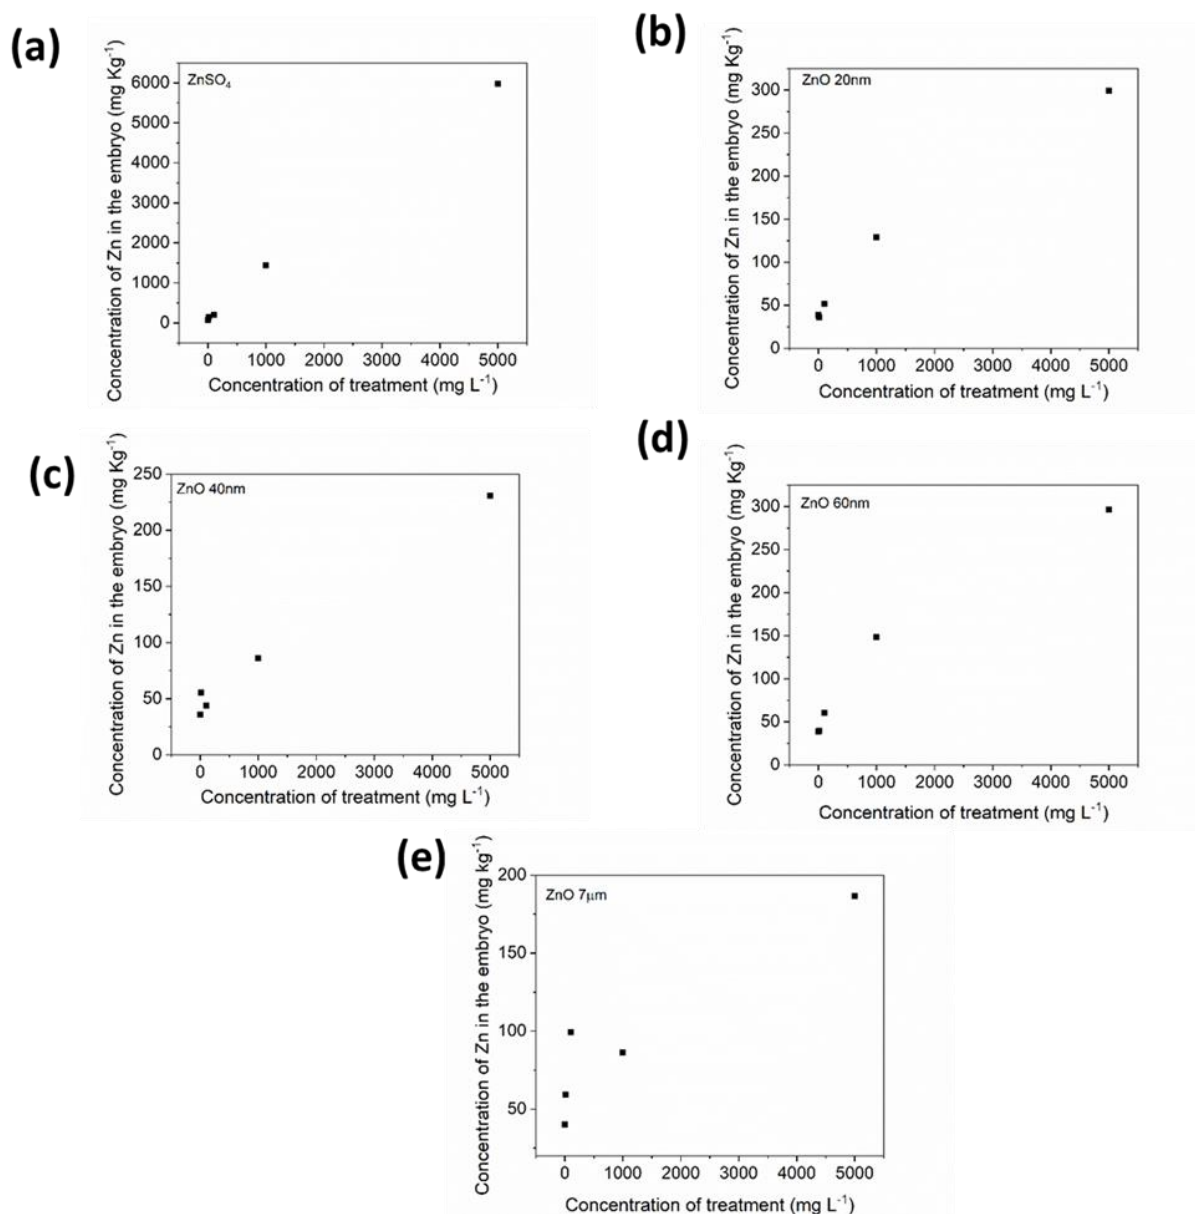 (a)
Concentration of Zn in the embryo (mg Kg⁻¹)
ZnSO₄
6000
5000
4000
3000
2000
1000
0
0 1000 2000 3000 4000 5000
Concentration of treatment (mg L⁻¹)
(b)
Concentration of Zn in the embryo (mg Kg⁻¹)
ZnO 20nm
300
250
200
150
100
50
0
0 1000 2000 3000 4000 5000
Concentration of treatment (mg L⁻¹)
(c)
Concentration of Zn in the embryo (mg Kg⁻¹)
250
ZnO 40nm
200
150
100
50
0
0 1000 2000 3000 4000 5000
Concentration of treatment (mg L⁻¹)
(d)
Concentration of Zn in the embryo (mg Kg⁻¹)
ZnO 60nm
300
250
200
150
100
50
0
0 1000 2000 3000 4000 5000
Concentration of treatment (mg L⁻¹)
(e)
Concentration of Zn in the embryo (mg kg⁻¹)
200
ZnO 7μm
150
100
50
0 1000 2000 3000 4000 5000
Concentration of treatment (mg L⁻¹)